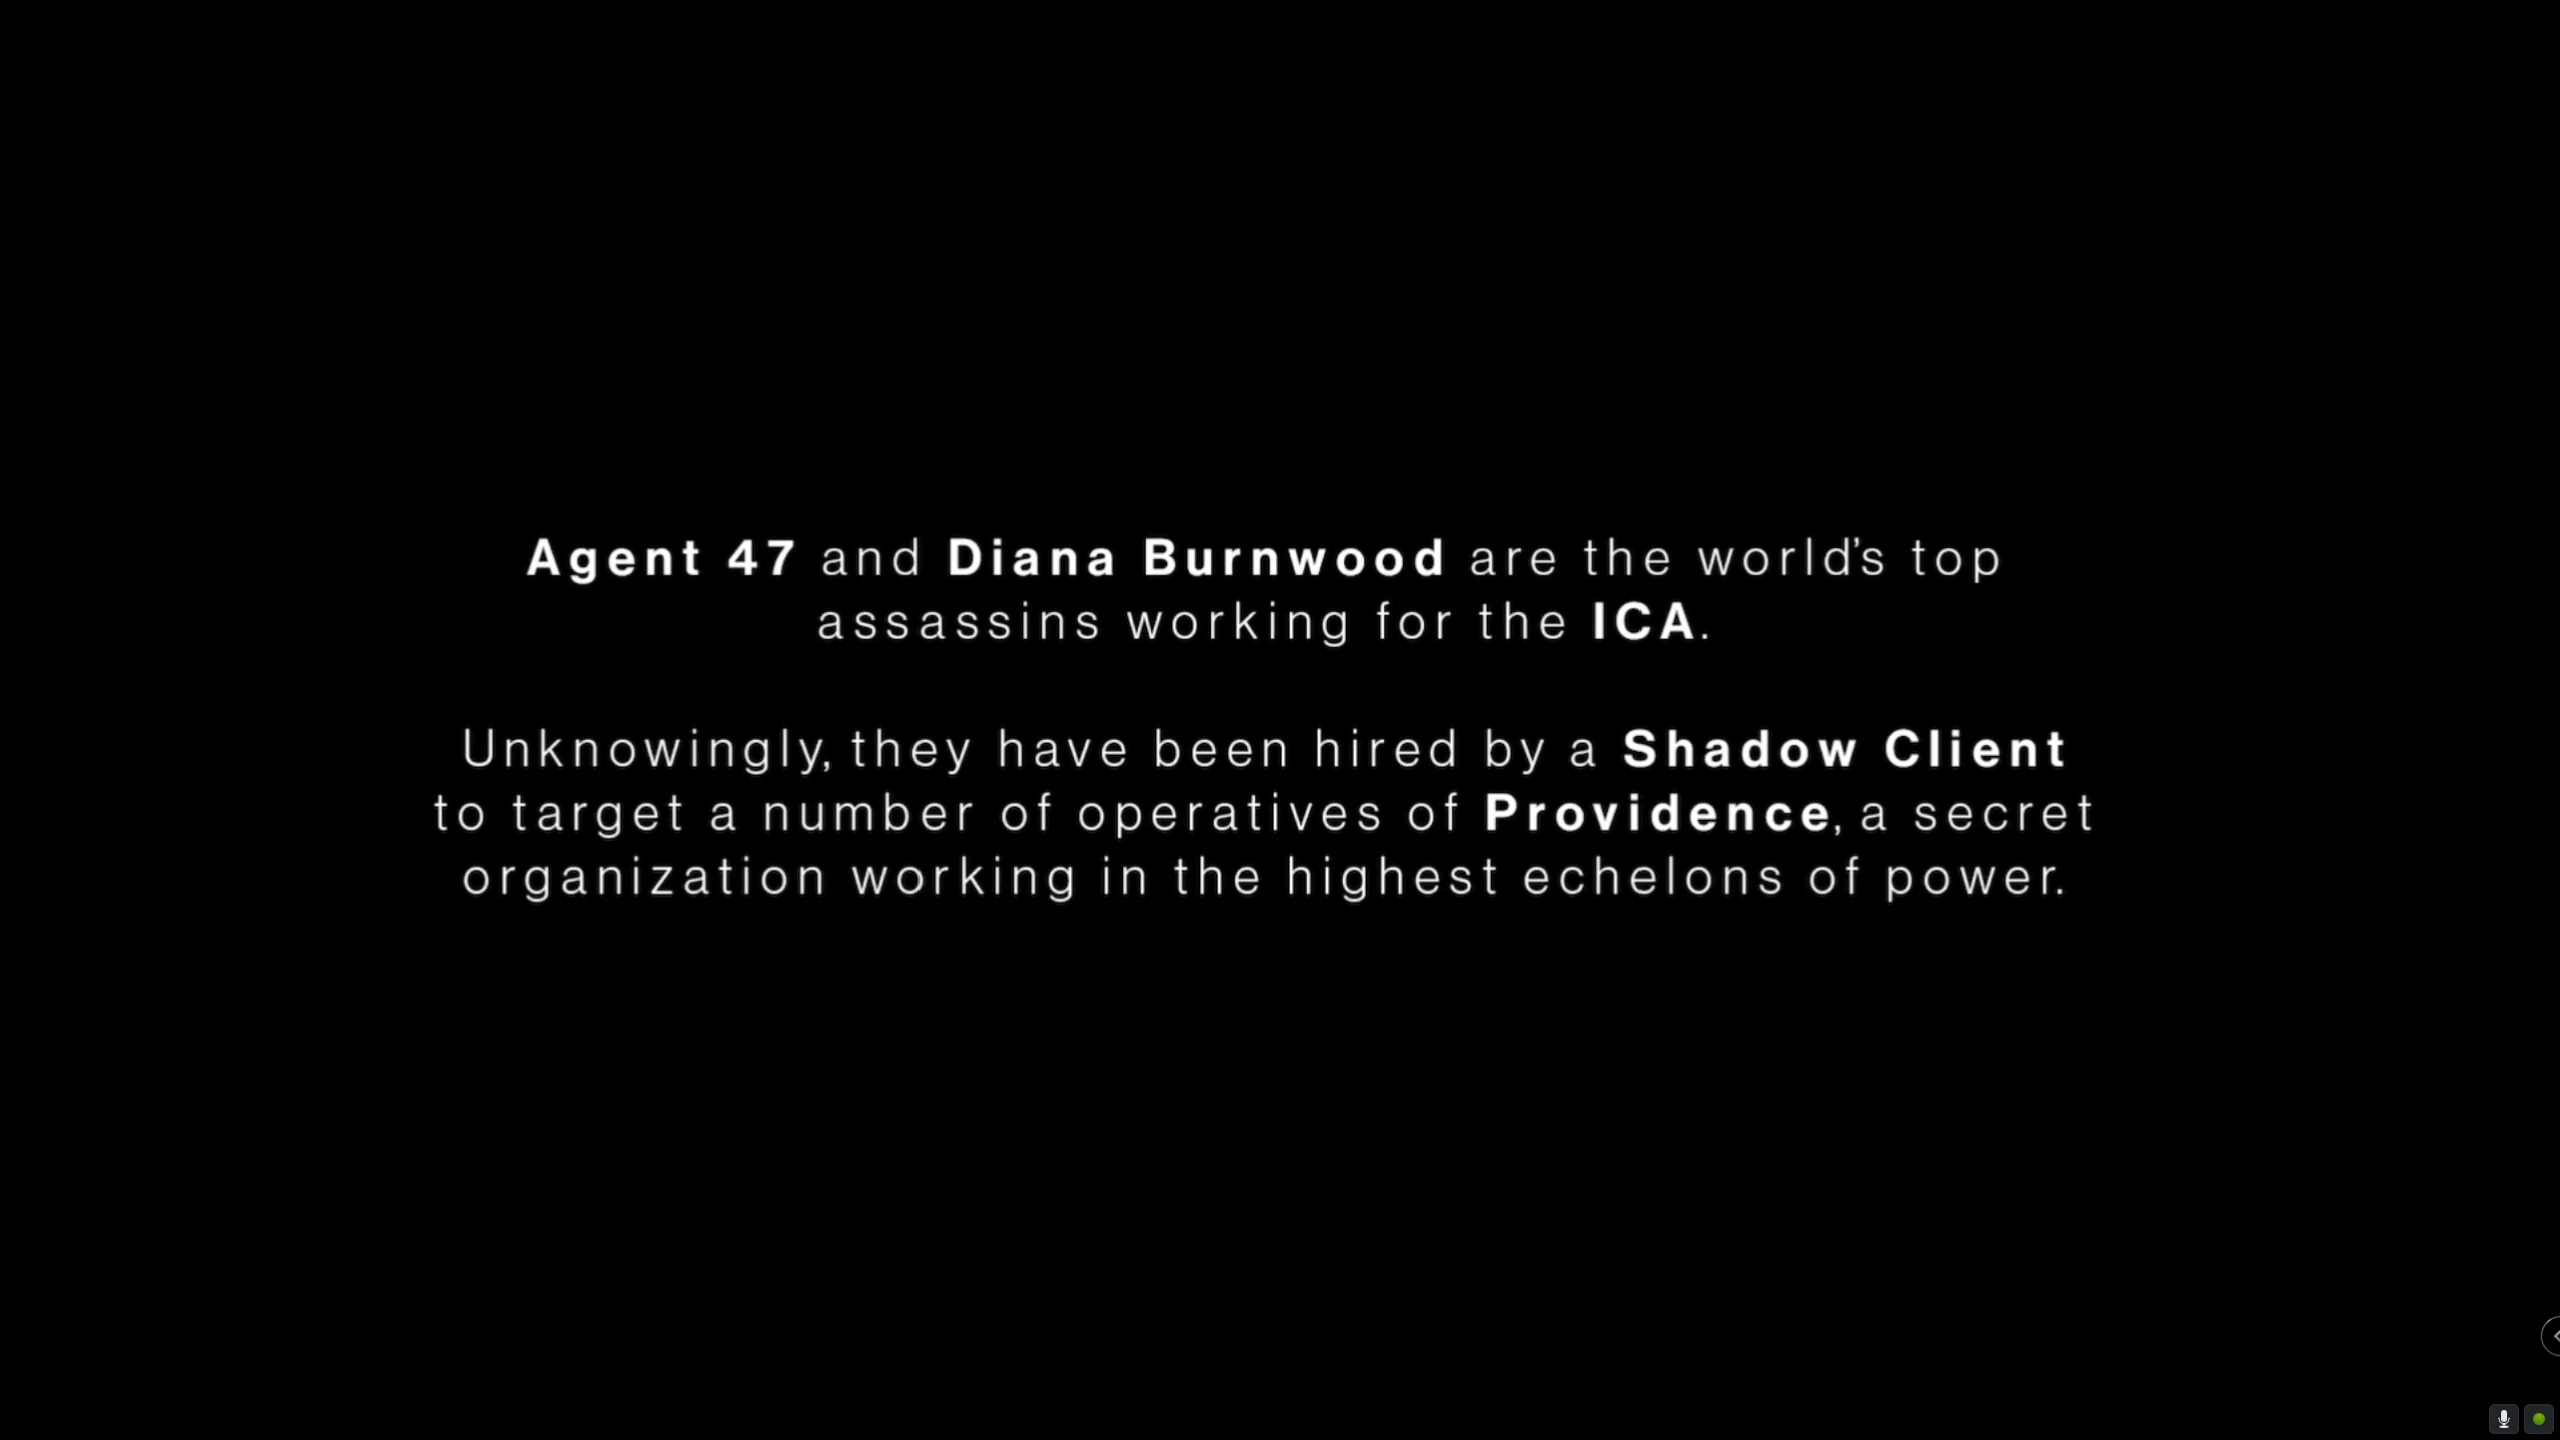 Agent 47 and Diana Burnwood are the world’s top
assassins working for the ICA.
Unknowingly, they have been hired by a Shadow Client
to target a number of operatives of Providence, a secret
organization working in the highest echelons of power.